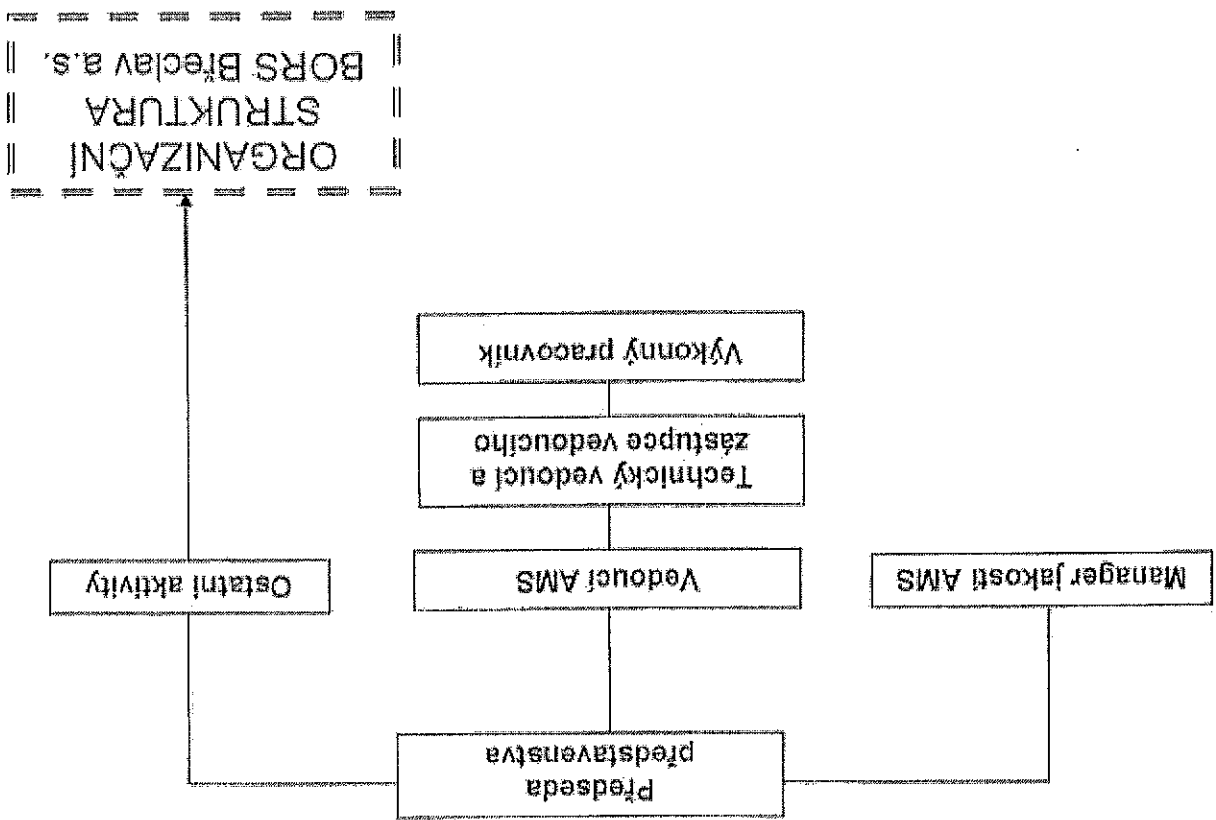 Předseda
představenstva
Manager jakosti AMS
Vedoucí AMS
Ostatní aktivity
Technický vedoucí a
zástupce vedoucího
Výkonný pracovník
ORGANIZAČNÍ
STRUKTURA
BORS Břeclav a.s.